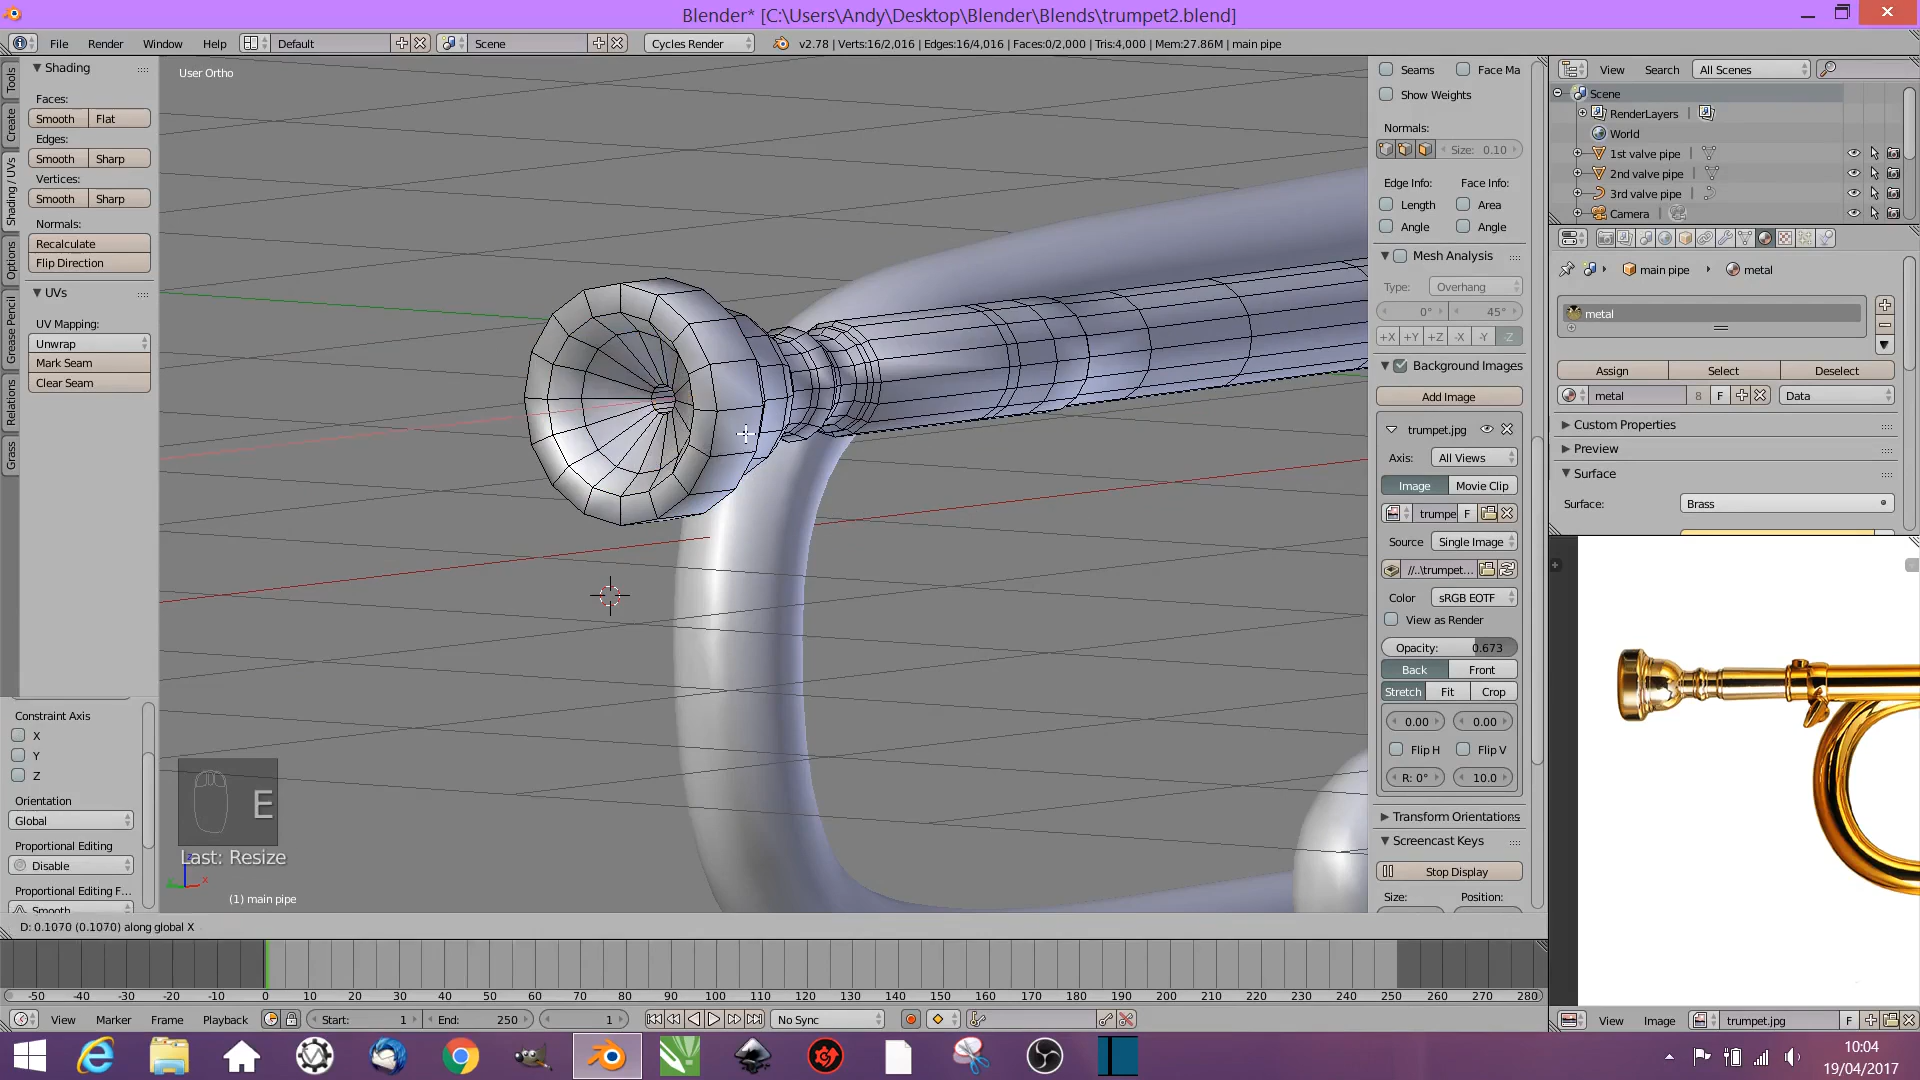 Blender* [C:\Users\Andy\Desktop\Blender\Blends\trumpet2.blend]
File Render Window Help Default Scene Cycles Render v2.78 | Verts:16/2,016 | Edges:16/4,016 | Faces:0/2,000 | Tris:4,000 | Mem:27.86M | main pipe
Tools
Create
Shading / UVs
Options
Grease Pencil
Relations
Grass
Shading
Faces:
Smooth Flat
Edges:
Smooth Sharp
Vertices:
Smooth Sharp
Normals:
Recalculate
Flip Direction
UVs
UV Mapping:
Unwrap
Mark Seam
Clear Seam
Constraint Axis
X
Y
Z
Orientation
Global
Proportional Editing
Disable
Proportional Editing F...
Smooth
User Ortho
E
Last: Resize
(1) main pipe
D: 0.1070 (0.1070) along global X
Seams Face Ma
Show Weights
Normals:
Size: 0.10
Edge Info: Face Info:
Length Area
Angle Angle
Mesh Analysis
Type: Overhang
0° 45°
+X +Y +Z -X -Y -Z
Background Images
Add Image
trumpet.jpg
Axis: All Views
Image Movie Clip
trumpe F
Source Single Image
//..\trumpet...
Color sRGB EOTF
View as Render
Opacity: 0.673
Back Front
Stretch Fit Crop
0.00 0.00
Flip H Flip V
R: 0° 10.0
Transform Orientations
Screencast Keys
Stop Display
Size: Position:
View Search All Scenes
Scene
RenderLayers
World
1st valve pipe
2nd valve pipe
3rd valve pipe
Camera
main pipe metal
metal
Assign Select Deselect
metal 8 F Data
Custom Properties
Preview
Surface
Surface: Brass
View Image trumpet.jpg F
-50 -40 -30 -20 -10 0 10 20 30 40 50 60 70 80 90 100 110 120 130 140 150 160 170 180 190 200 210 220 230 240 250 260 270 280
View Marker Frame Playback Start: 1 End: 250 1 No Sync
10:04
19/04/2017